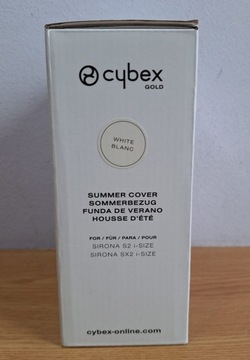 cybex
GOLD
WHITE
BLANC
SUMMER COVER
SOMMERBEZUG
FUNDA DE VERANO
HOUSSE D'ÉTÉ
FOR / FÜR / PARA / POUR
SIRONA S2 i-SIZE
SIRONA SX2 i-SIZE
cybex-online.com